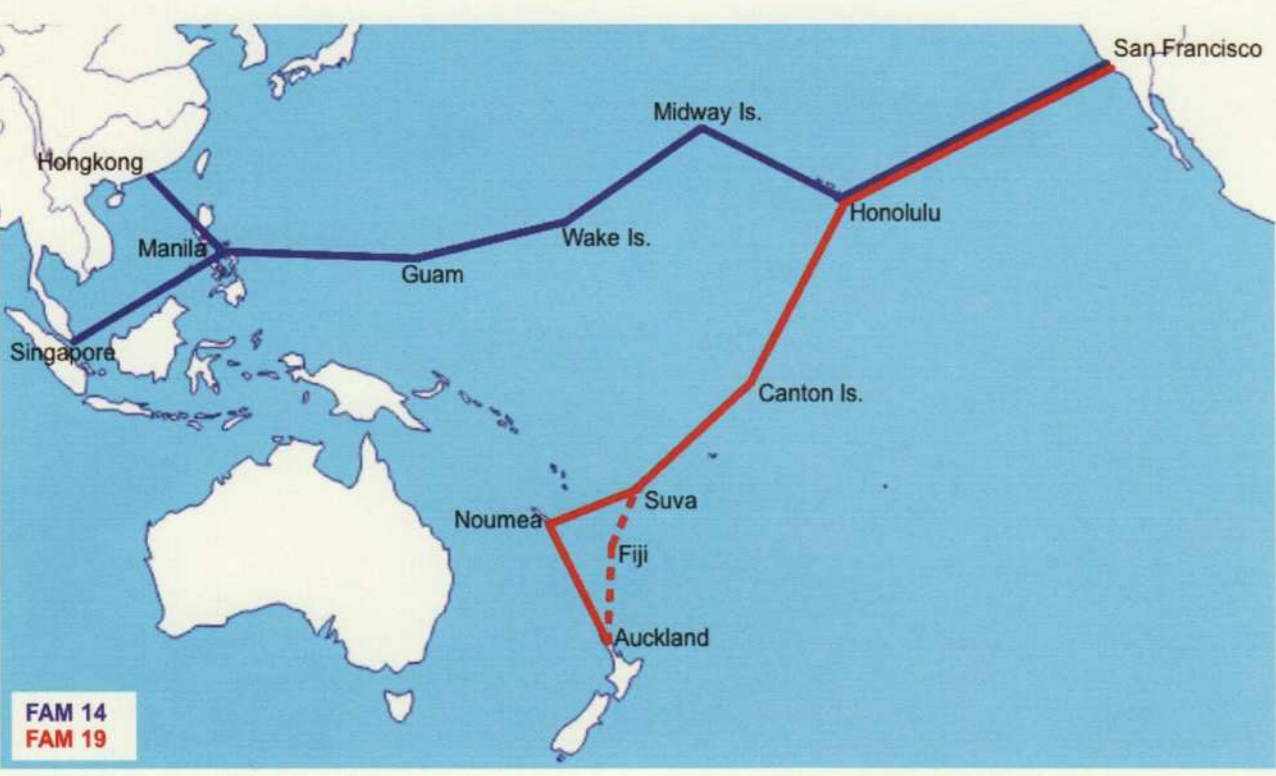 San Francisco
Midway Is.
Hongkong
Honolulu
Wake Is.
Manila
Guam
Singapore
Canton Is.
Suva
Noumea
Fiji
Auckland
FAM 14
FAM 19